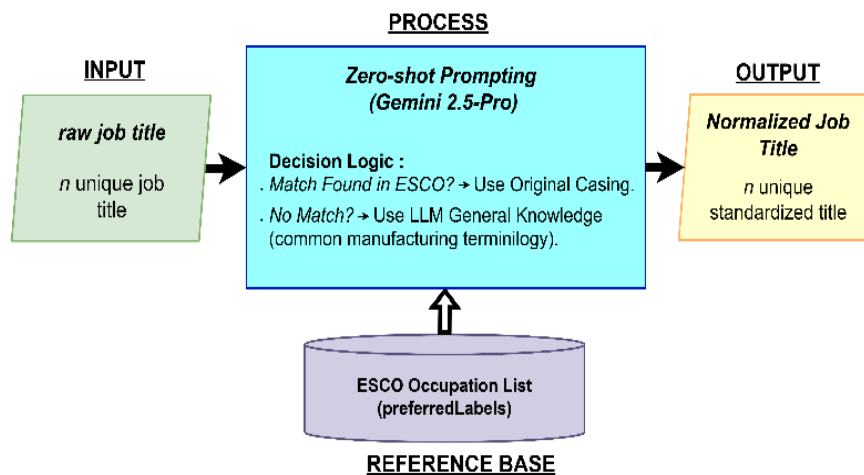 PROCESS
INPUT
raw job title
n unique job
title
Zero-shot Prompting
(Gemini 2.5-Pro)
Decision Logic :
. Match Found in ESCO? → Use Original Casing.
. No Match? → Use LLM General Knowledge
(common manufacturing terminilogy).
OUTPUT
Normalized Job
Title
n unique
standardized title
ESCO Occupation List
(preferredLabels)
REFERENCE BASE